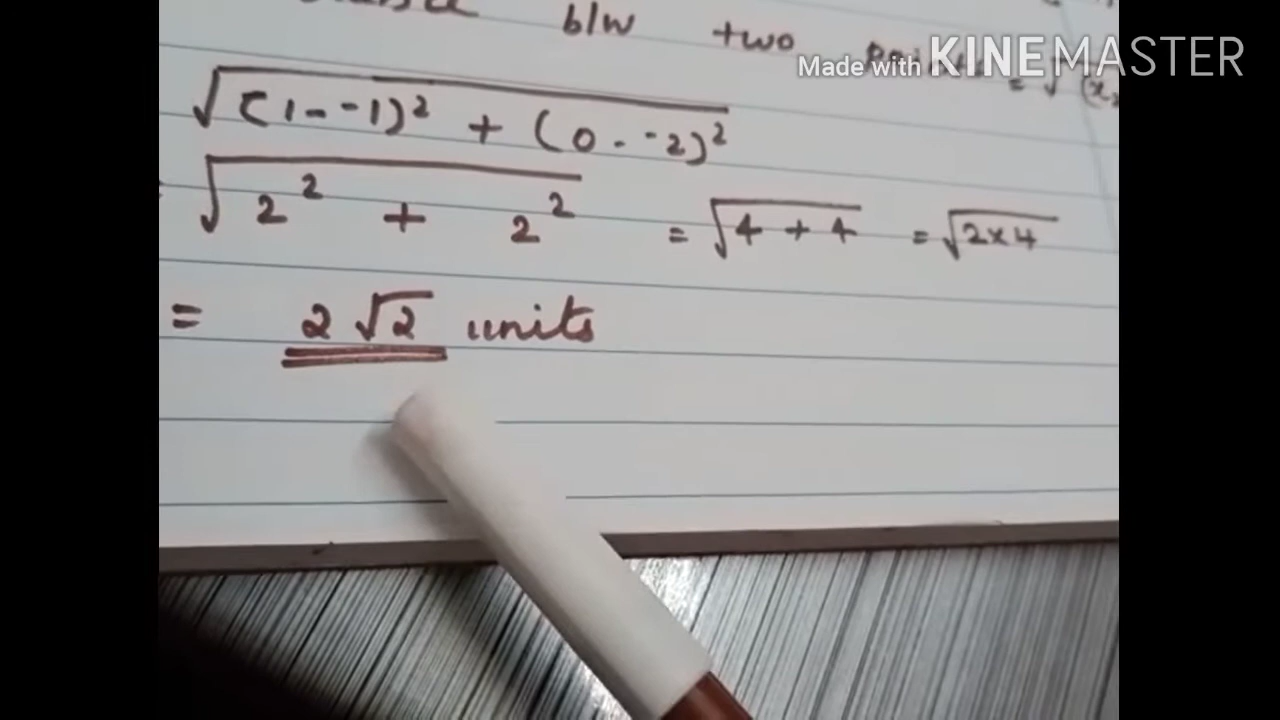 b/w two
Made with KINEMASTER
√(1--1)² + (0--2)²
√2² + 2² = √4 + 4 = √2×4
= 2√2 units